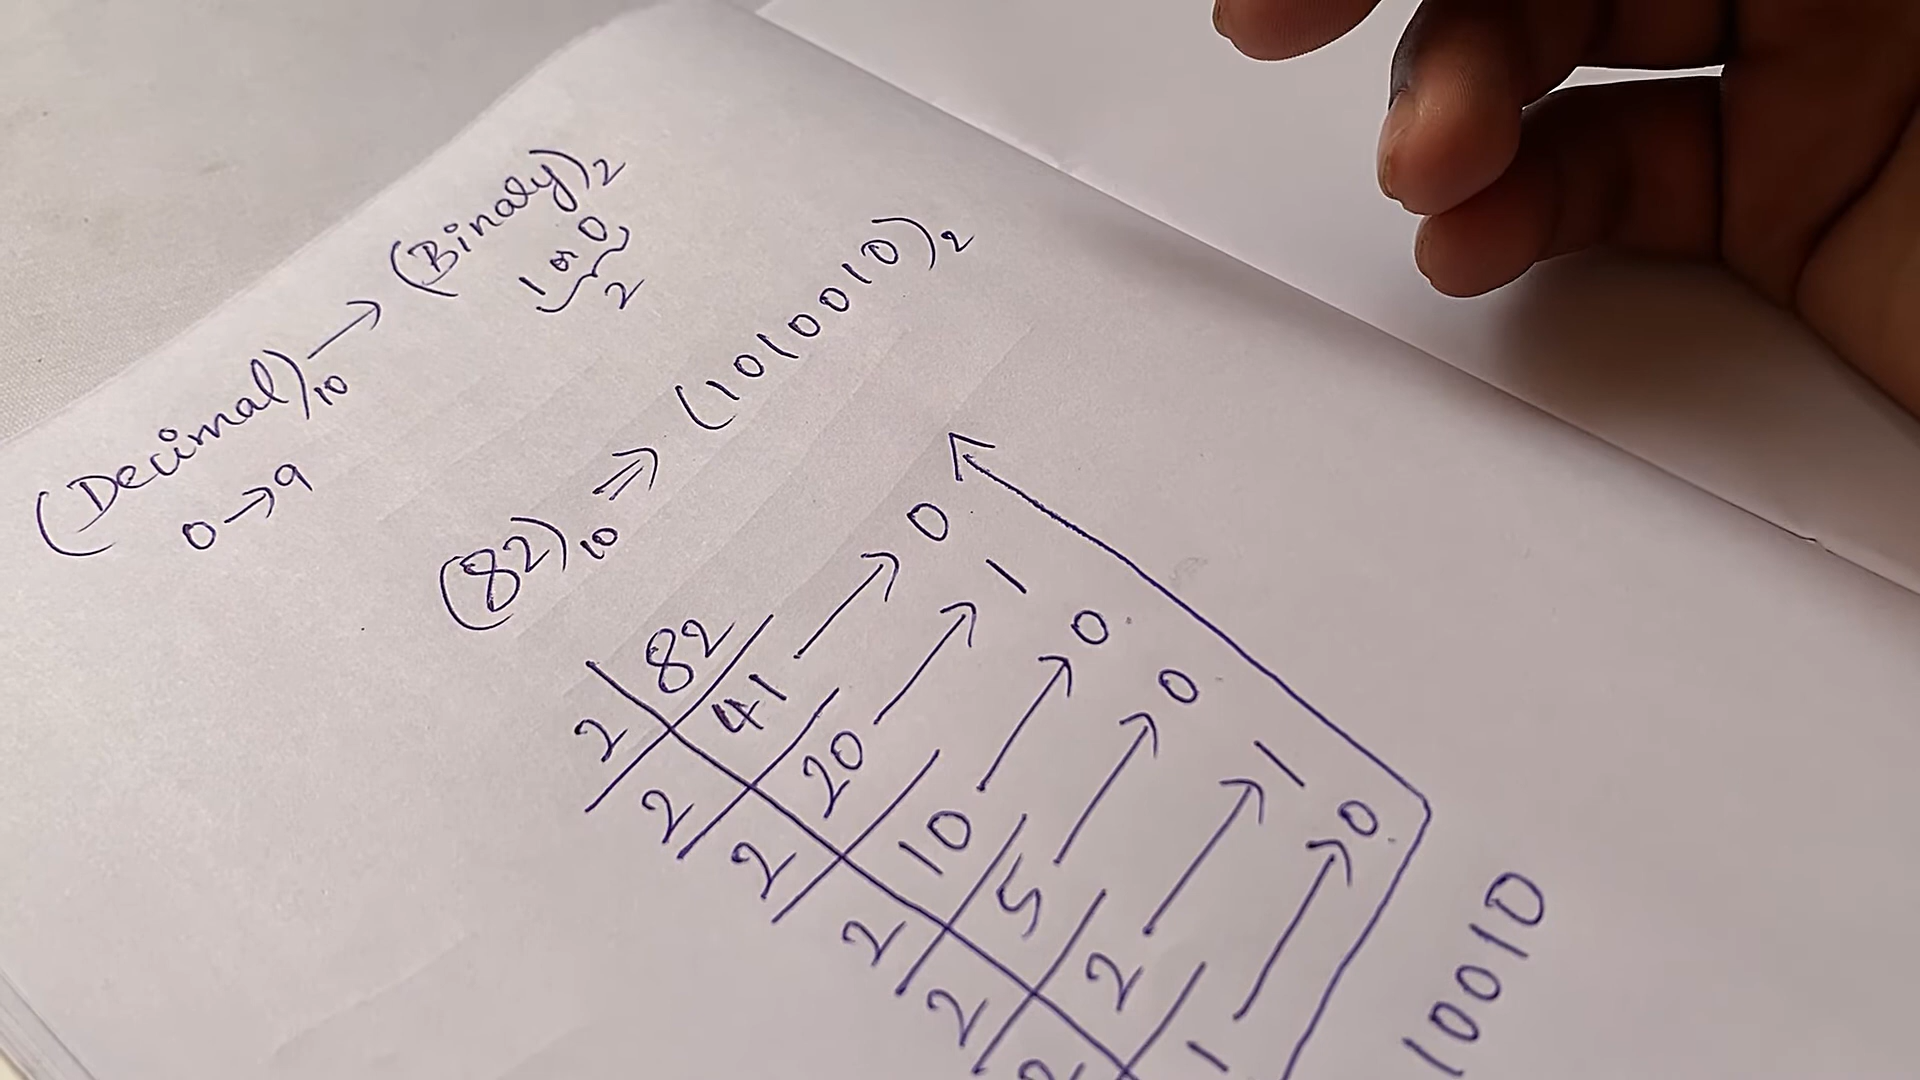 (Decimal)10 → (Binary)2
0 → 9
1 or 0
2
(82)10 ⇒ (1010010)2
2 82
2 41 → 0
2 20 → 1
2 10 → 0
2 5 → 0
2 2 → 1
1 → 0
10010